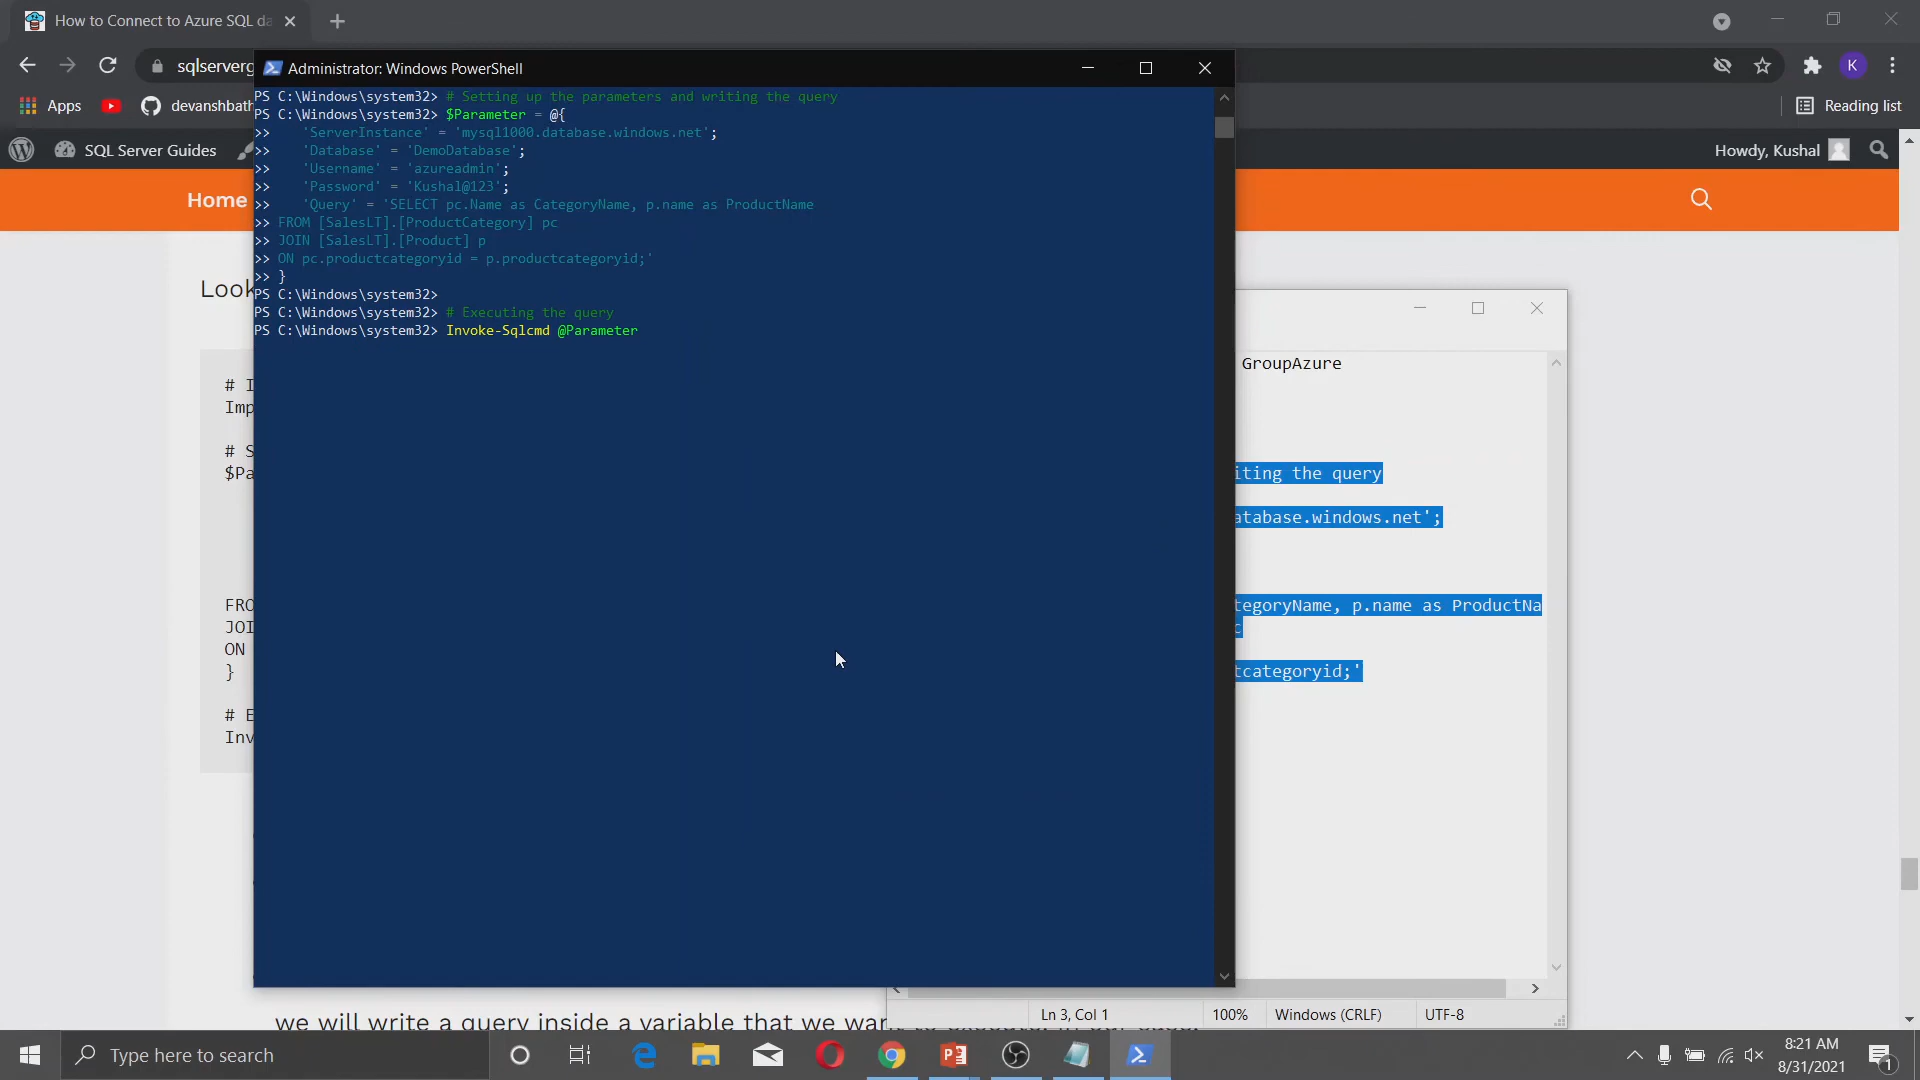 How to Connect to Azure SQL da
sqlserverg
K
Apps
devanshbath
Reading list
SQL Server Guides
Howdy, Kushal
Home
Administrator: Windows PowerShell
PS C:\Windows\system32> # Setting up the parameters and writing the query
PS C:\Windows\system32> $Parameter = @{
>> 'ServerInstance' = 'mysql1000.database.windows.net';
>> 'Database' = 'DemoDatabase';
>> 'Username' = 'azureadmin';
>> 'Password' = 'Kushal@123';
>> 'Query' = 'SELECT pc.Name as CategoryName, p.name as ProductName
>> FROM [SalesLT].[ProductCategory] pc
>> JOIN [SalesLT].[Product] p
>> ON pc.productcategoryid = p.productcategoryid;'
>> }
PS C:\Windows\system32>
PS C:\Windows\system32> # Executing the query
PS C:\Windows\system32> Invoke-Sqlcmd @Parameter
Look
# I
Imp
# S
$Pa
FRO
JOI
ON
}
# E
Inv
GroupAzure
iting the query
atabase.windows.net';
tegoryName, p.name as ProductNa
c
tcategoryid;'
Ln 3, Col 1
100%
Windows (CRLF)
UTF-8
we will write a query inside a variable that we wan
Type here to search
8:21 AM
8/31/2021
1